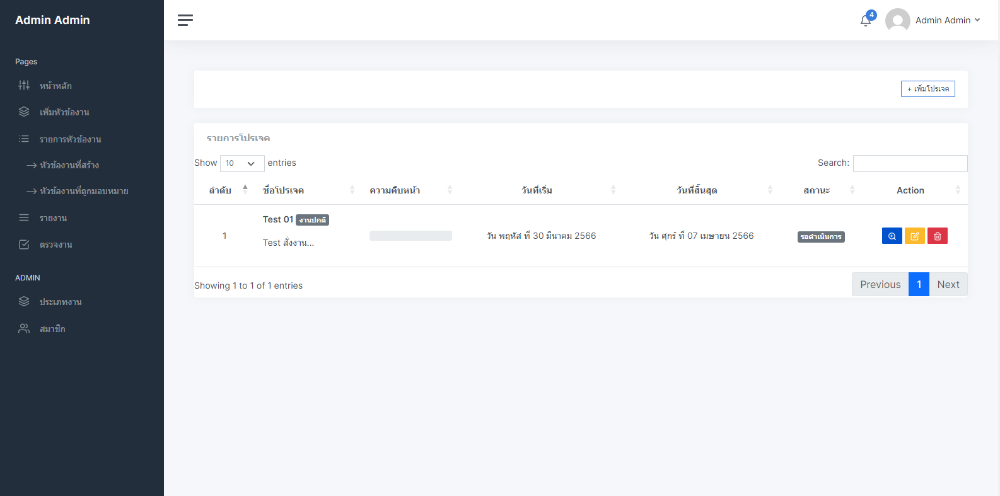 Admin Admin
4
Admin Admin
Pages
หน้าหลัก
เพิ่มหัวข้องาน
รายการหัวข้องาน
หัวข้องานที่สร้าง
หัวข้องานที่ถูกมอบหมาย
รายงาน
ตรวจงาน
ADMIN
ประเภทงาน
สมาชิก
+ เพิ่มโปรเจค
รายการโปรเจค
Show 10 entries
Search:
ลำดับ ชื่อโปรเจค ความคืบหน้า วันที่เริ่ม วันที่สิ้นสุด สถานะ Action
Test 01 งานปกติ
1 วัน พฤหัส ที่ 30 มีนาคม 2566 วัน ศุกร์ ที่ 07 เมษายน 2566 รอดำเนินการ
Test สั่งงาน...
Showing 1 to 1 of 1 entries
Previous 1 Next